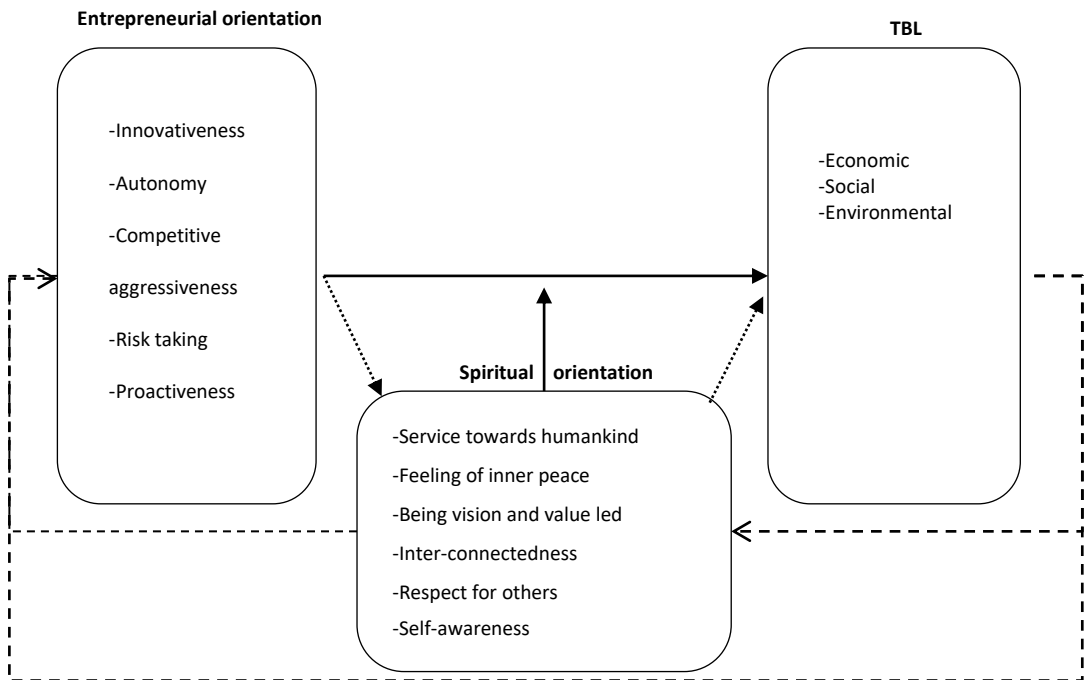 Entrepreneurial orientation
-Innovativeness
-Autonomy
-Competitive
aggressiveness
-Risk taking
-Proactiveness
TBL
-Economic
-Social
-Environmental
Spiritual orientation
-Service towards humankind
-Feeling of inner peace
-Being vision and value led
-Inter-connectedness
-Respect for others
-Self-awareness